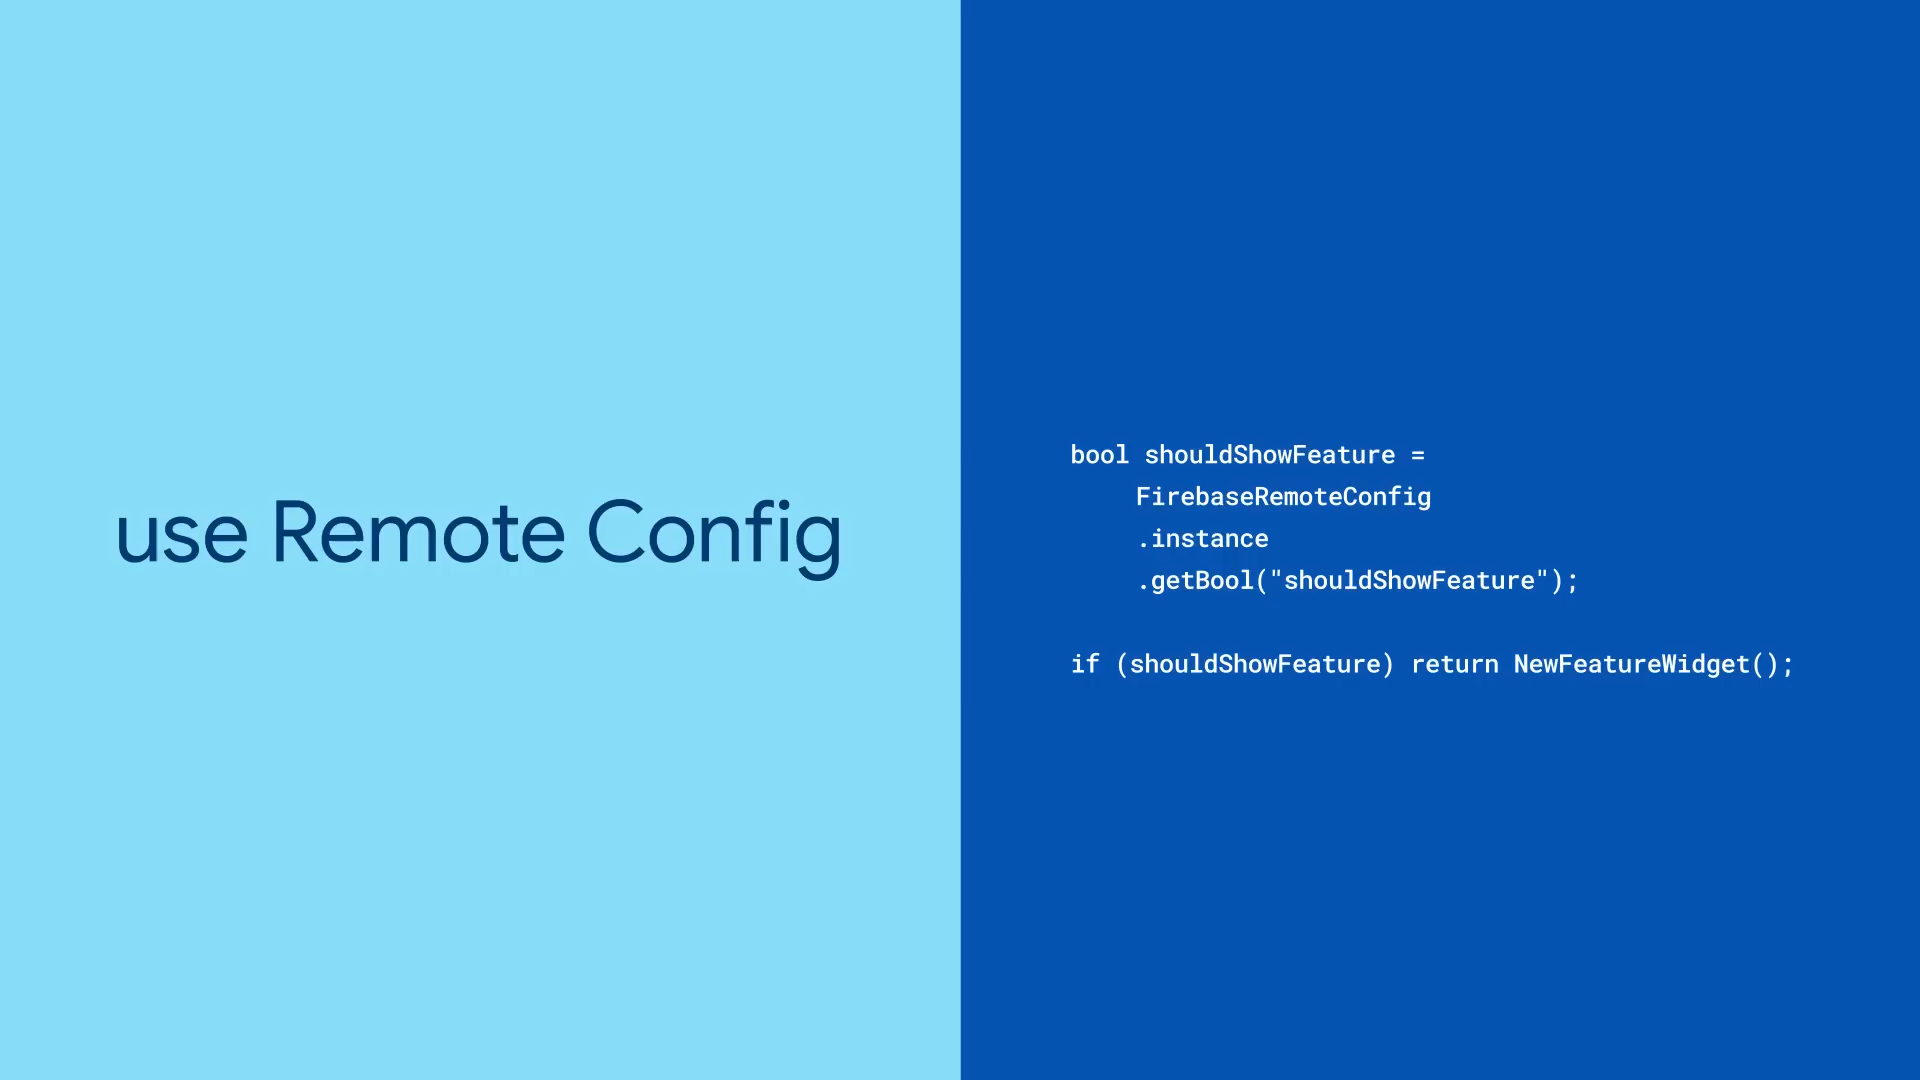 use Remote Config
bool shouldShowFeature =
FirebaseRemoteConfig
.instance
.getBool("shouldShowFeature");
if (shouldShowFeature) return NewFeatureWidget();